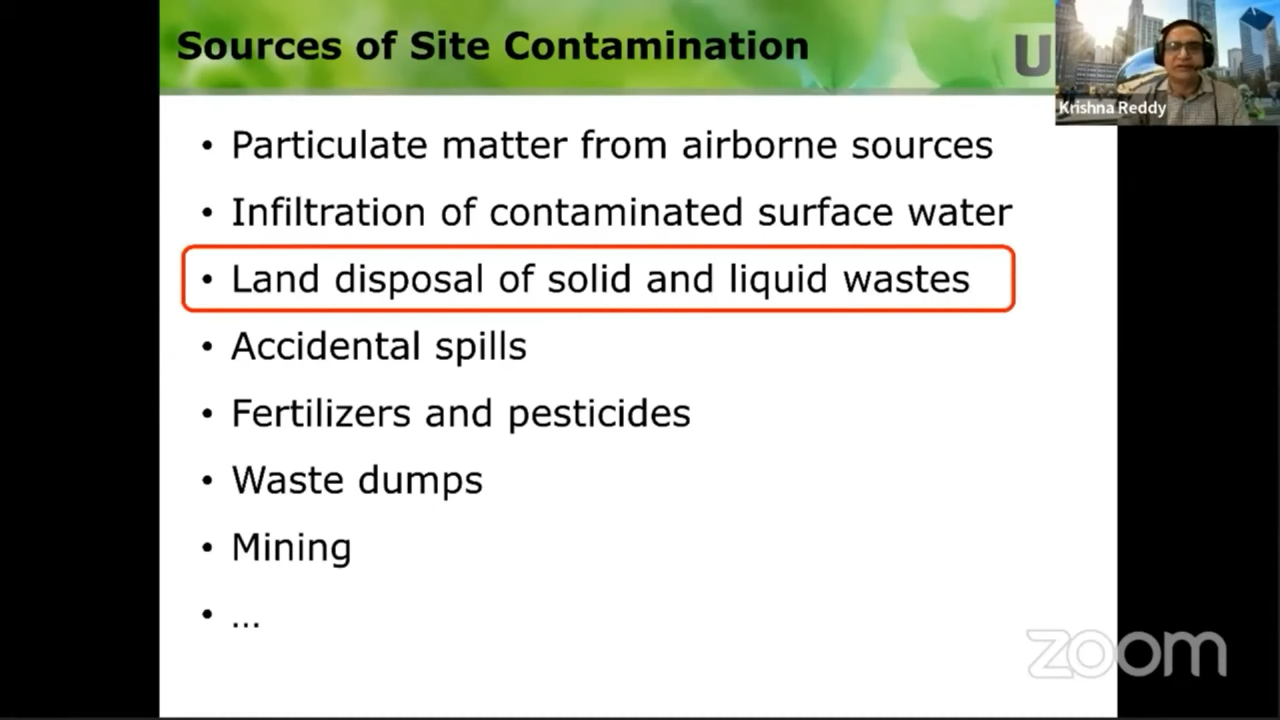 Sources of Site Contamination
U
Krishna Reddy
• Particulate matter from airborne sources
• Infiltration of contaminated surface water
• Land disposal of solid and liquid wastes
• Accidental spills
• Fertilizers and pesticides
• Waste dumps
• Mining
• ...
zoom